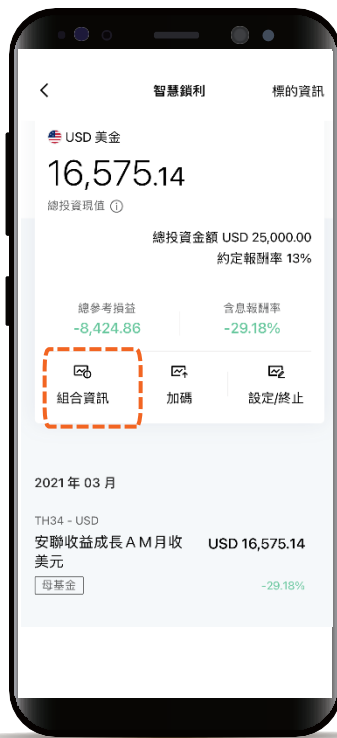 智慧鎖利
標的資訊
USD 美金
16,575.14
總投資現值 ⓘ
總投資金額 USD 25,000.00
約定報酬率 13%
總參考損益
含息報酬率
-8,424.86
-29.18%
組合資訊
加碼
設定/終止
2021 年 03 月
TH34 - USD
安聯收益成長ＡＭ月收
USD 16,575.14
美元
母基金
-29.18%